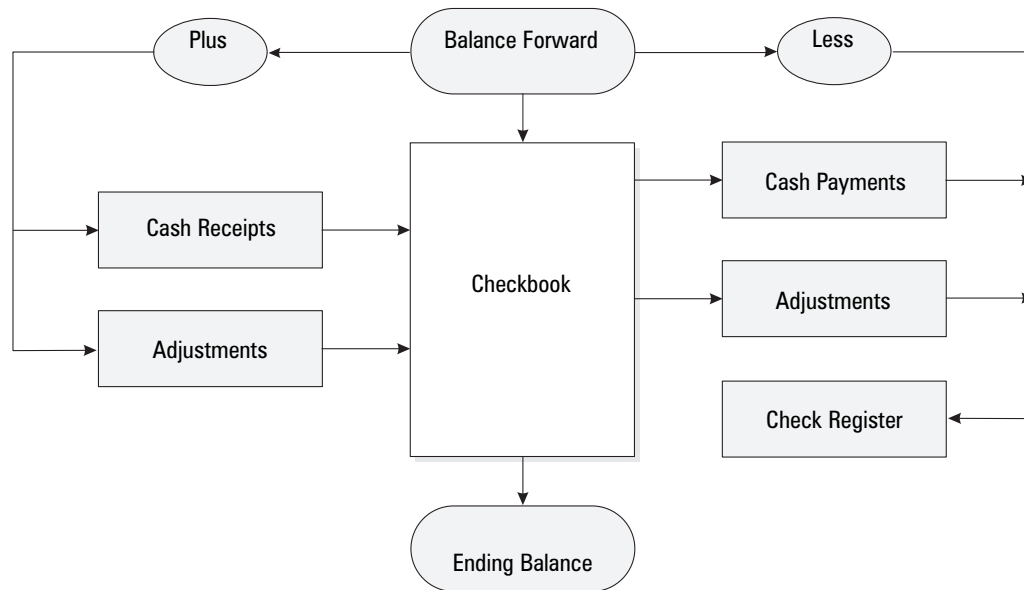 Plus
Balance Forward
Less
Cash Payments
Cash Receipts
Checkbook
Adjustments
Adjustments
Check Register
Ending Balance